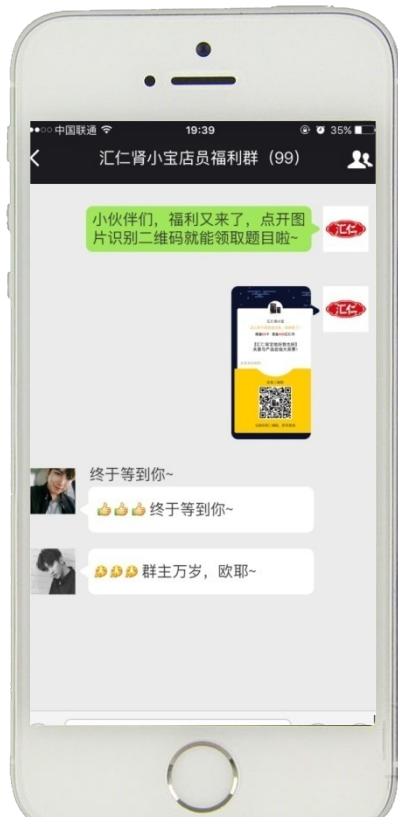 中国联通
19:39
35%
汇仁肾小宝店员福利群（99）
小伙伴们，福利又来了，点开图
片识别二维码就能领取题目啦~
汇仁
汇仁
终于等到你~
终于等到你~
群主万岁，欧耶~